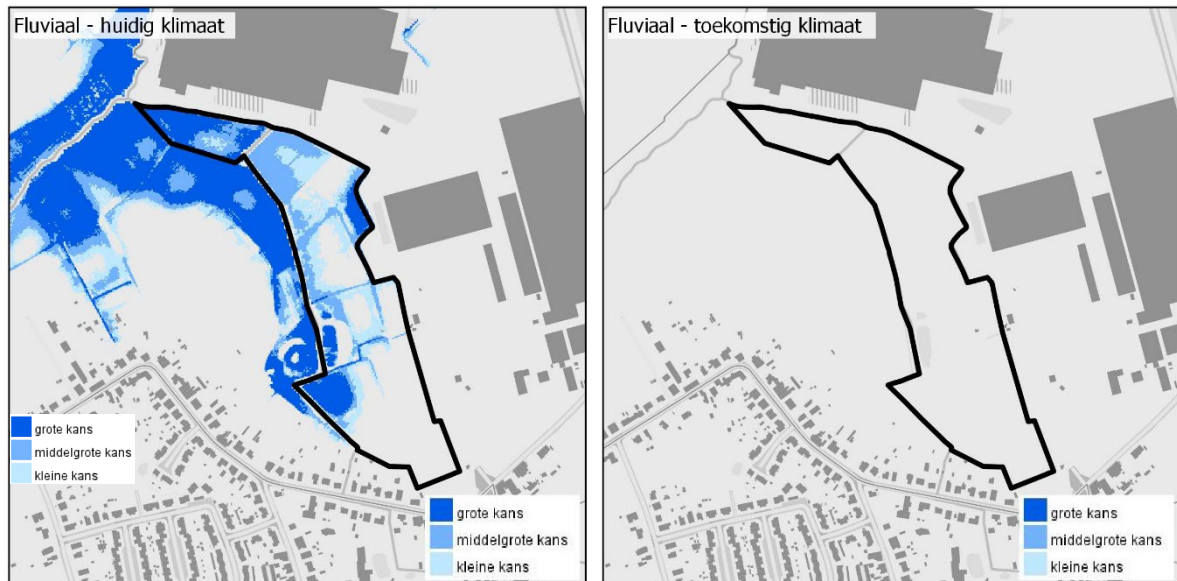 Fluviaal - huidig klimaat
grote kans
middelgrote kans
kleine kans
grote kans
middelgrote kans
kleine kans
Fluviaal - toekomstig klimaat
grote kans
middelgrote kans
kleine kans